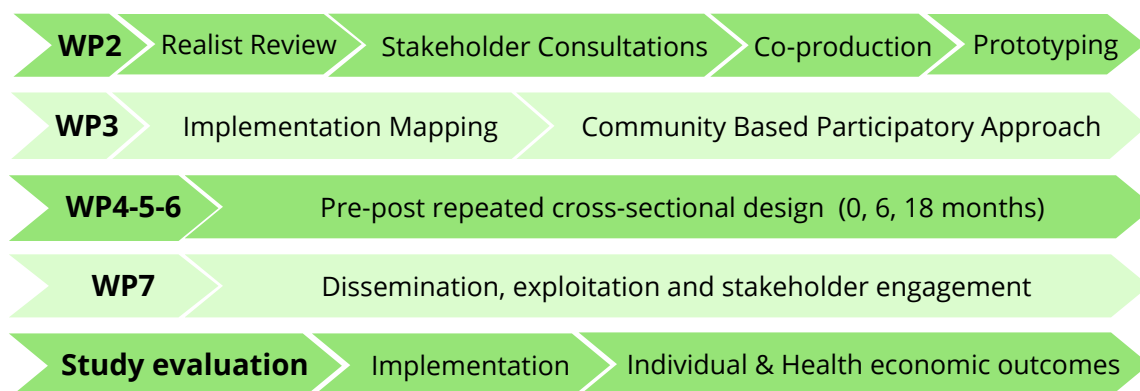 WP2 Realist Review Stakeholder Consultations Co-production Prototyping
WP3 Implementation Mapping Community Based Participatory Approach
WP4-5-6 Pre-post repeated cross-sectional design (0, 6, 18 months)
WP7 Dissemination, exploitation and stakeholder engagement
Study evaluation Implementation Individual & Health economic outcomes